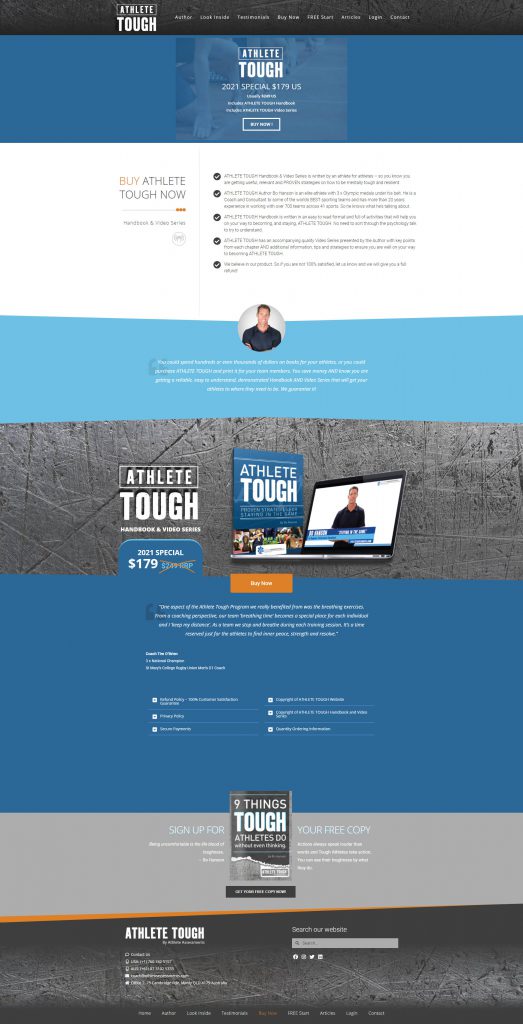 ATHLETE
TOUGH
Author Look Inside Testimonials Buy Now FREE Start Articles Login Contact
ATHLETE
TOUGH
2021 SPECIAL $179 US
Usually $249 US
Includes ATHLETE TOUGH Handbook
Includes ATHLETE TOUGH Video Series
BUY NOW !
BUY ATHLETE
TOUGH NOW
Handbook & Video Series
ATHLETE TOUGH Handbook & Video Series is written by an athlete for athletes – so you know you
are getting useful, relevant and PROVEN strategies on how to be mentally tough and resilient.
ATHLETE TOUGH Author Bo Hanson is an elite athlete with 3 x Olympic medals under his belt. He is a
Coach and Consultant to some of the worlds BEST sporting teams and has more than 20 years,
experience in working with over 700 teams across 41 sports. So he knows what he's talking about.
ATHLETE TOUGH Handbook is written in an easy to read format and full of activities that will help you
on your way to becoming, and staying, ATHLETE TOUGH. No need to sort through the psychology talk
to try to understand.
ATHLETE TOUGH has an accompanying quality Video Series presented by the author with key points
from each chapter AND additional information, tips and strategies to ensure you are well on your way
to becoming ATHLETE TOUGH.
We believe in our product. So if you are not 100% satisfied, let us know and we will give you a full
refund!
You could spend hundreds or even thousands of dollars on books for your athletes, or you could
purchase ATHLETE TOUGH and print it for your team members. You save money AND know you are
getting a reliable, easy to understand, demonstrated Handbook AND Video Series that will get your
athletes to where they need to be. We guarantee it!
ATHLETE
TOUGH
HANDBOOK & VIDEO SERIES
2021 SPECIAL
$179 $249 RRP
ATHLETE
TOUGH
PROVEN STRATEGIES FOR
STAYING IN THE GAME
By Bo Hanson
BO HANSON
"STAYING IN THE GAME"
Buy Now
"One aspect of the Athlete Tough Program we really benefited from was the breathing exercises.
From a coaching perspective, our team 'breathing time' becomes a special place for each individual
and I 'keep my distance'. As a team we stop and breathe during each training session. It's a time
reserved just for the athletes to find inner peace, strength and resolve."
Coach Tim O'Brien
3 x National Champion
St Mary's College Rugby Union Men's D1 Coach
Refund Policy - 100% Customer Satisfaction
Guarantee
Privacy Policy
Secure Payments
Copyright of ATHLETE TOUGH Website
Copyright of ATHLETE TOUGH Handbook and Video
Series
Quantity Ordering Information
SIGN UP FOR
Being uncomfortable is the life blood of
toughness.
– Bo Hanson
9 THINGS
TOUGH
ATHLETES DO
without even thinking.
By Bo Hanson
ATHLETE TOUGH
YOUR FREE COPY
Actions always speak louder than
words and Tough Athletes take action.
You can see their toughness by what
they do.
GET YOUR FREE COPY NOW!
ATHLETE TOUGH
By Athlete Assessments
Contact Us
Search our website
Search...
Home Author Look Inside Testimonials Buy Now FREE Start Articles Login Contact